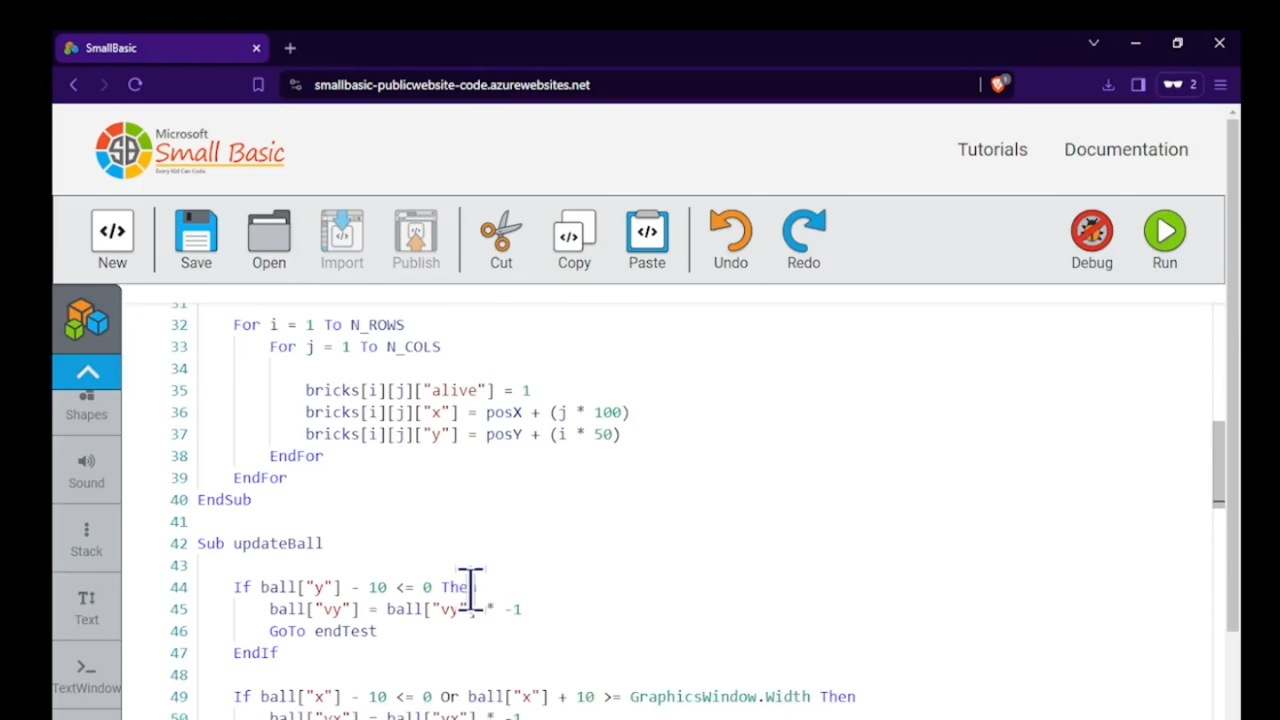 SmallBasic
smallbasic-publicwebsite-code.azurewebsites.net
2
Microsoft
Small Basic
Every Kid Can Code
Tutorials
Documentation
New
Save
Open
Import
Publish
Cut
Copy
Paste
Undo
Redo
Debug
Run
Shapes
Sound
Stack
Text
TextWindow
31
32 For i = 1 To N_ROWS
33 For j = 1 To N_COLS
34
35 bricks[i][j]["alive"] = 1
36 bricks[i][j]["x"] = posX + (j * 100)
37 bricks[i][j]["y"] = posY + (i * 50)
38 EndFor
39 EndFor
40 EndSub
41
42 Sub updateBall
43
44 If ball["y"] - 10 <= 0 Then
45 ball["vy"] = ball["vy"] * -1
46 GoTo endTest
47 EndIf
48
49 If ball["x"] - 10 <= 0 Or ball["x"] + 10 >= GraphicsWindow.Width Then
50 ball["vx"] = ball["vx"] * -1